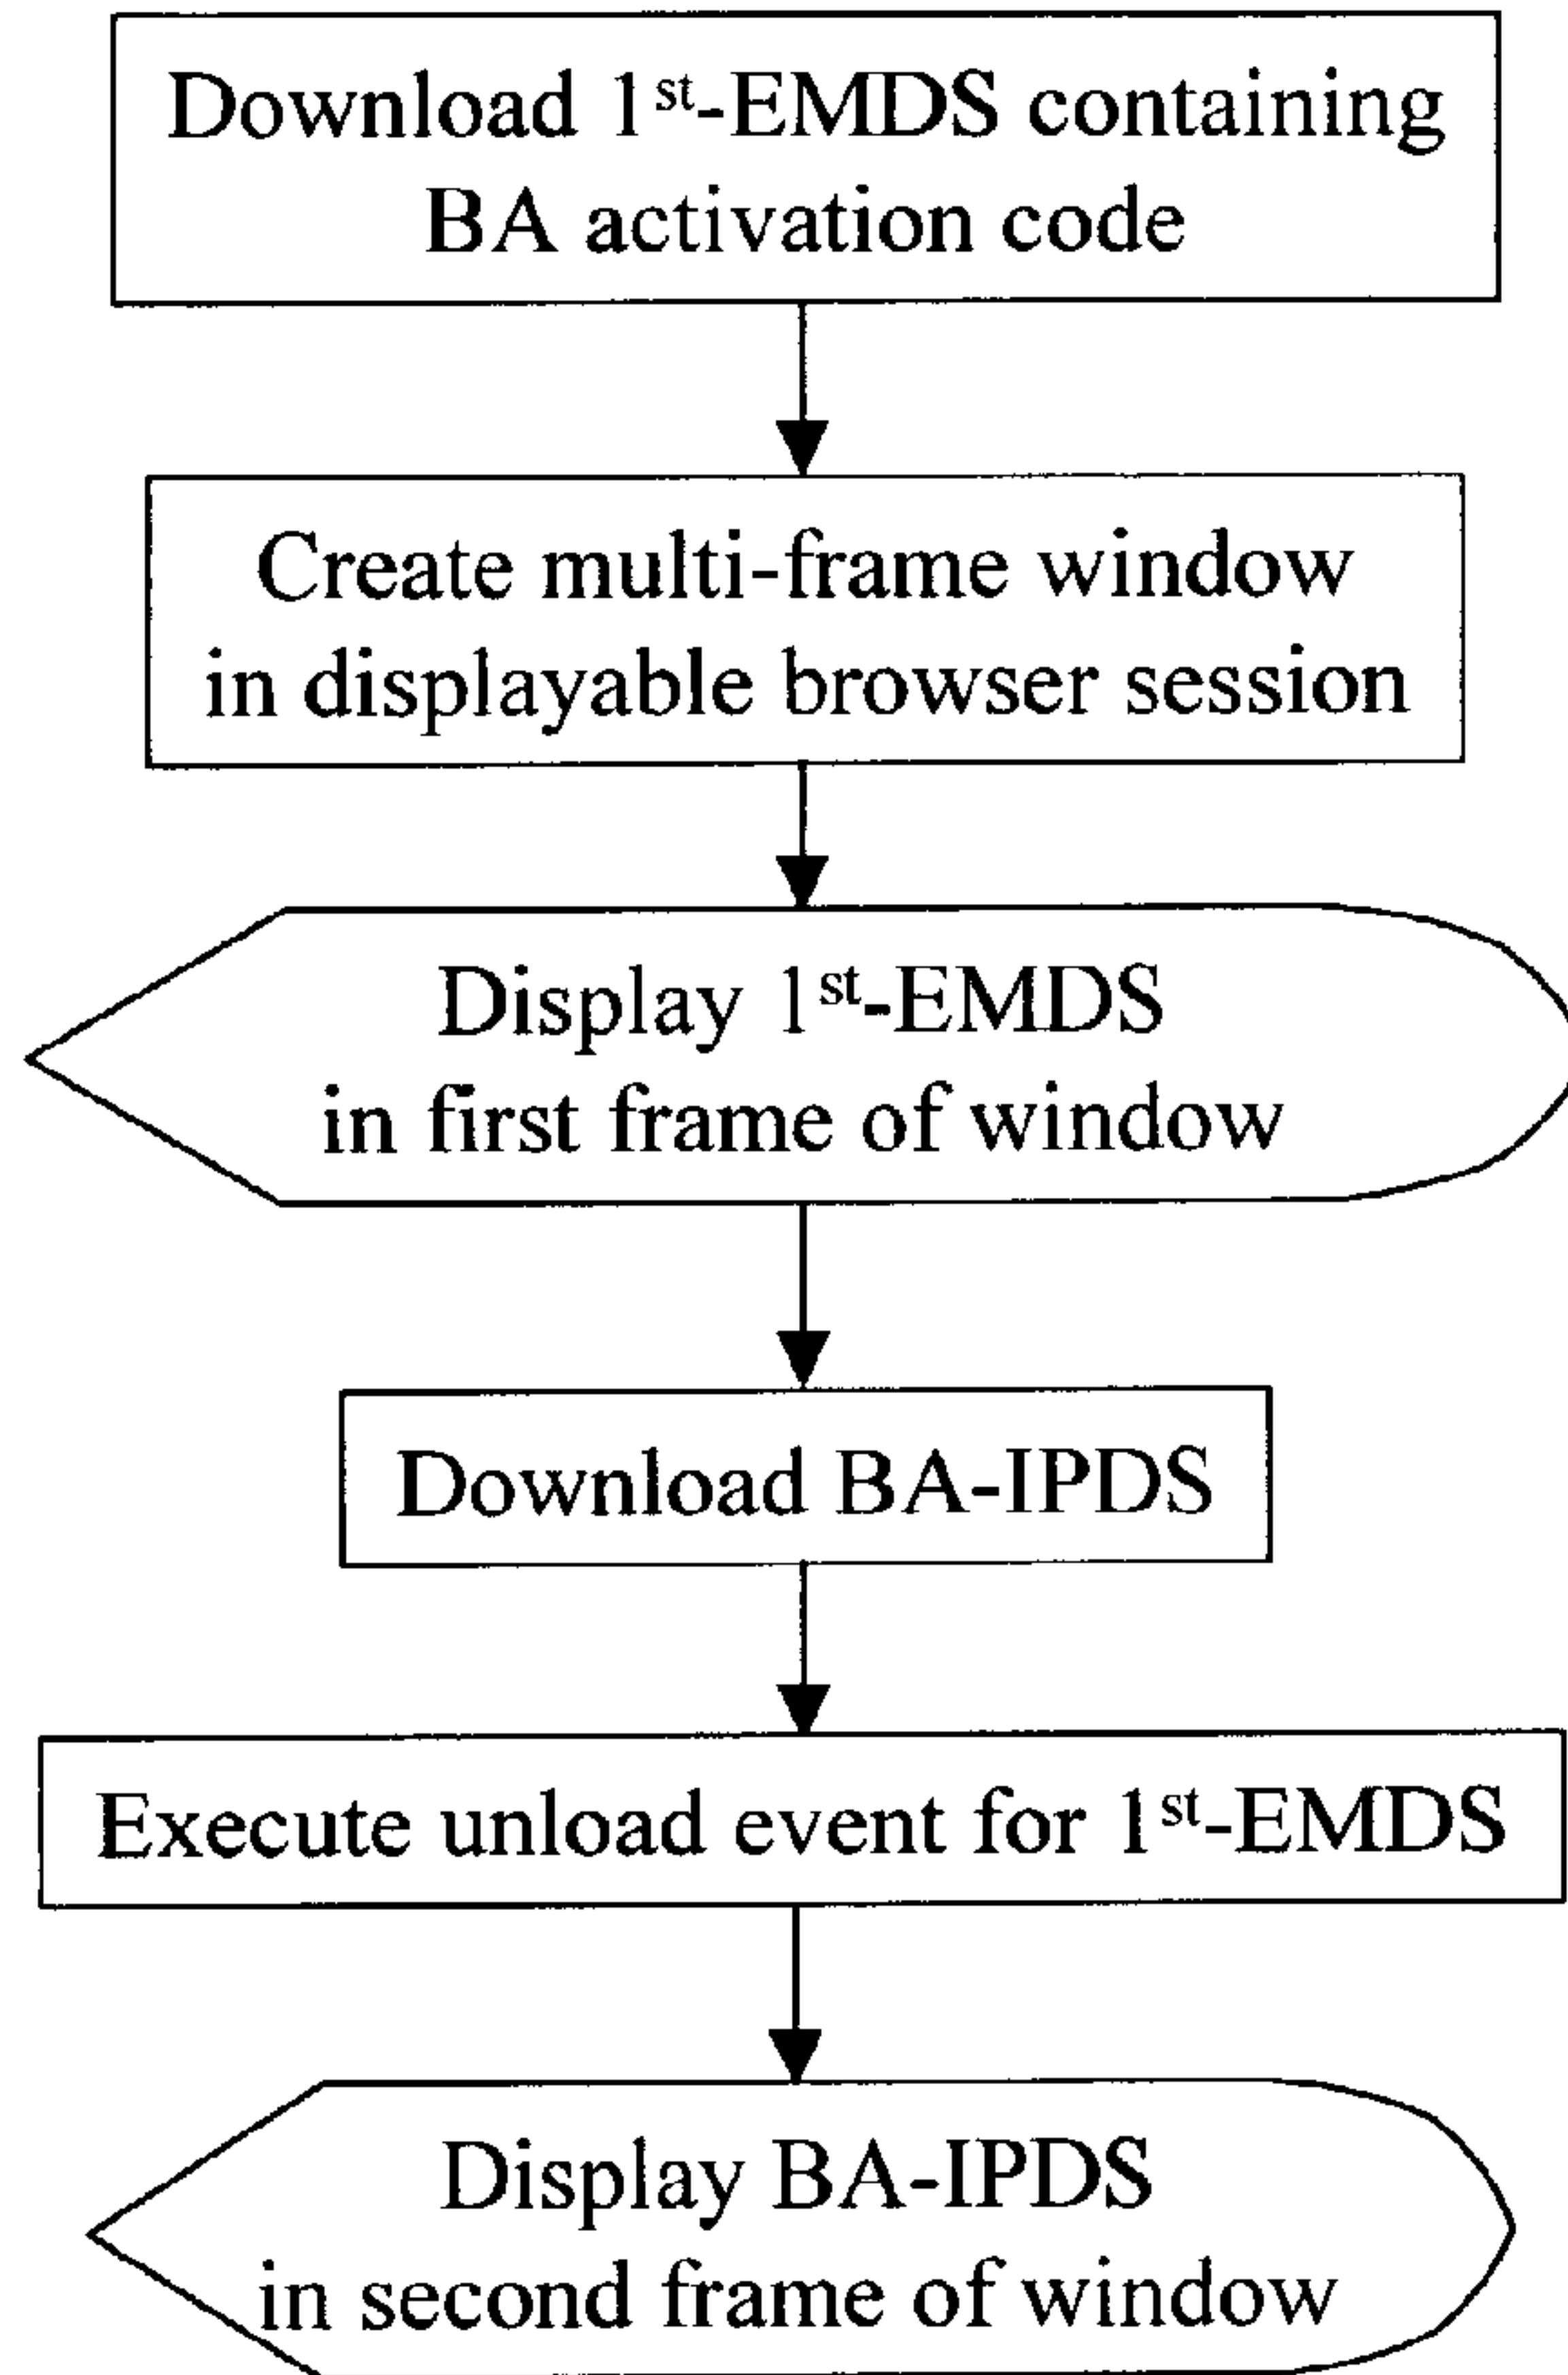 Download 1st-EMDS containing
BA activation code
Create multi-frame window
in displayable browser session
Display 1st-EMDS
in first frame of window
Download BA-IPDS
Execute unload event for 1st-EMDS
Display BA-IPDS
in second frame of window